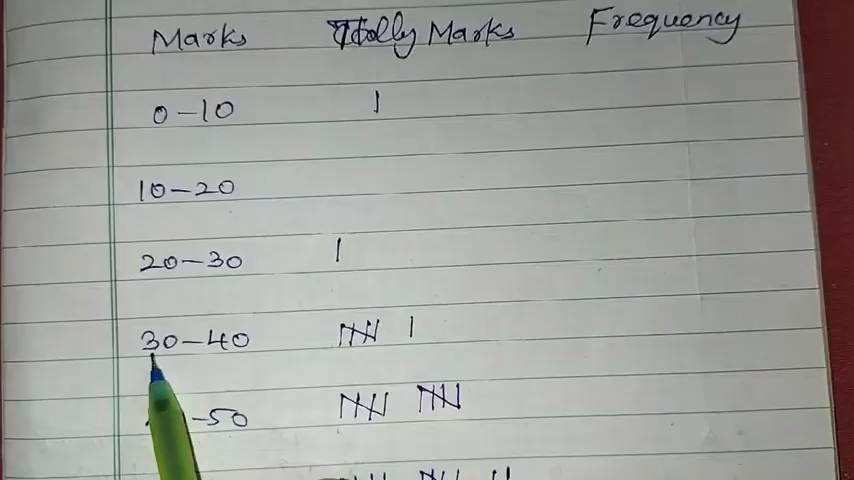 Marks Tally Marks Frequency
0-10 |
10-20
20-30 |
30-40 |||| |
-50 |||| ||||